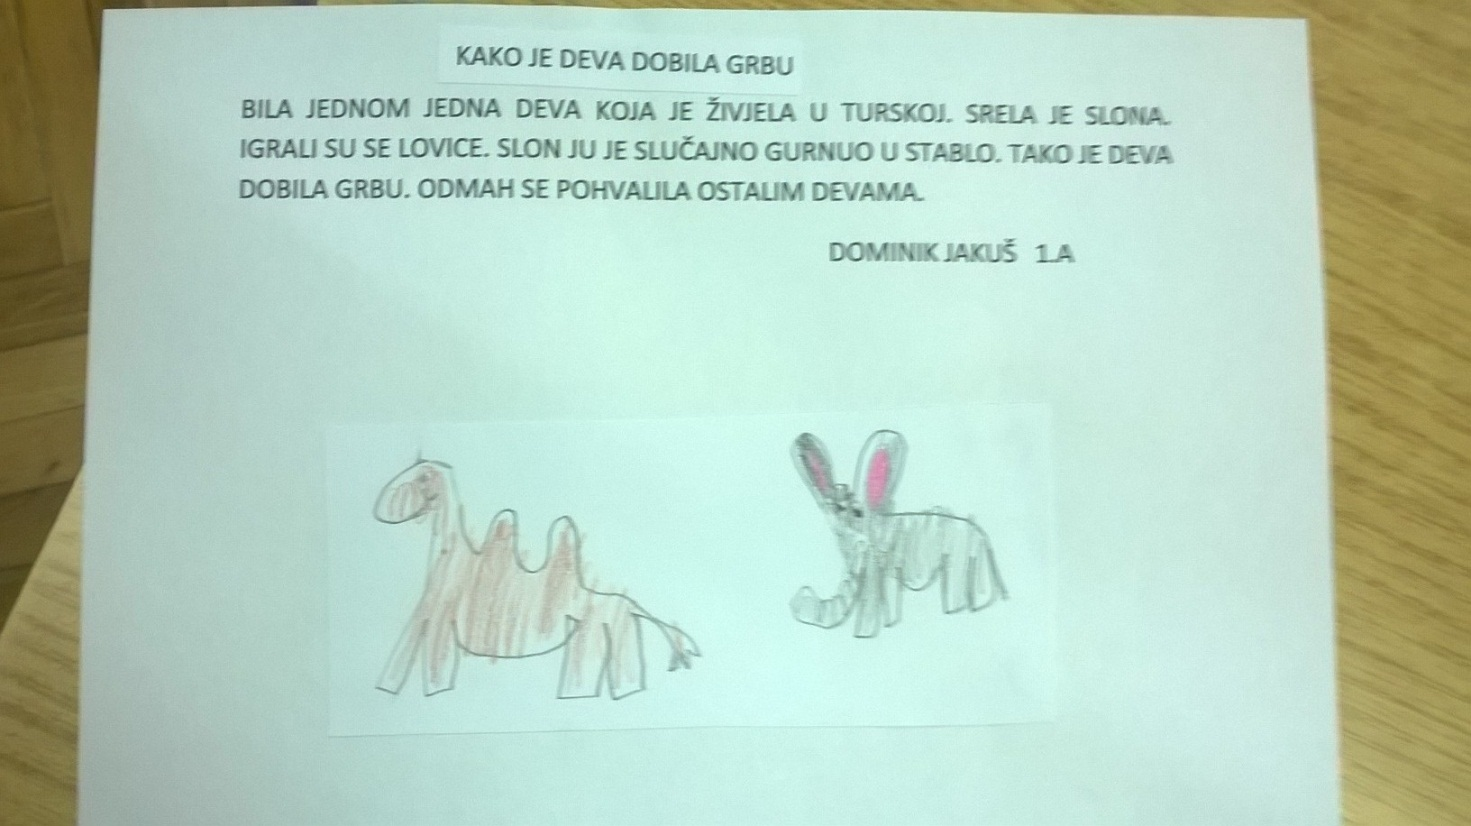 KAKO JE DEVA DOBILA GRBU
BILA JEDNOM JEDNA DEVA KOJA JE ŽIVJELA U TURSKOJ. SRELA JE SLONA.
IGRALI SU SE LOVICE. SLON JU JE SLUČAJNO GURNUO U STABLO. TAKO JE DEVA
DOBILA GRBU. ODMAH SE POHVALILA OSTALIM DEVAMA.
DOMINIK JAKUŠ 1.A